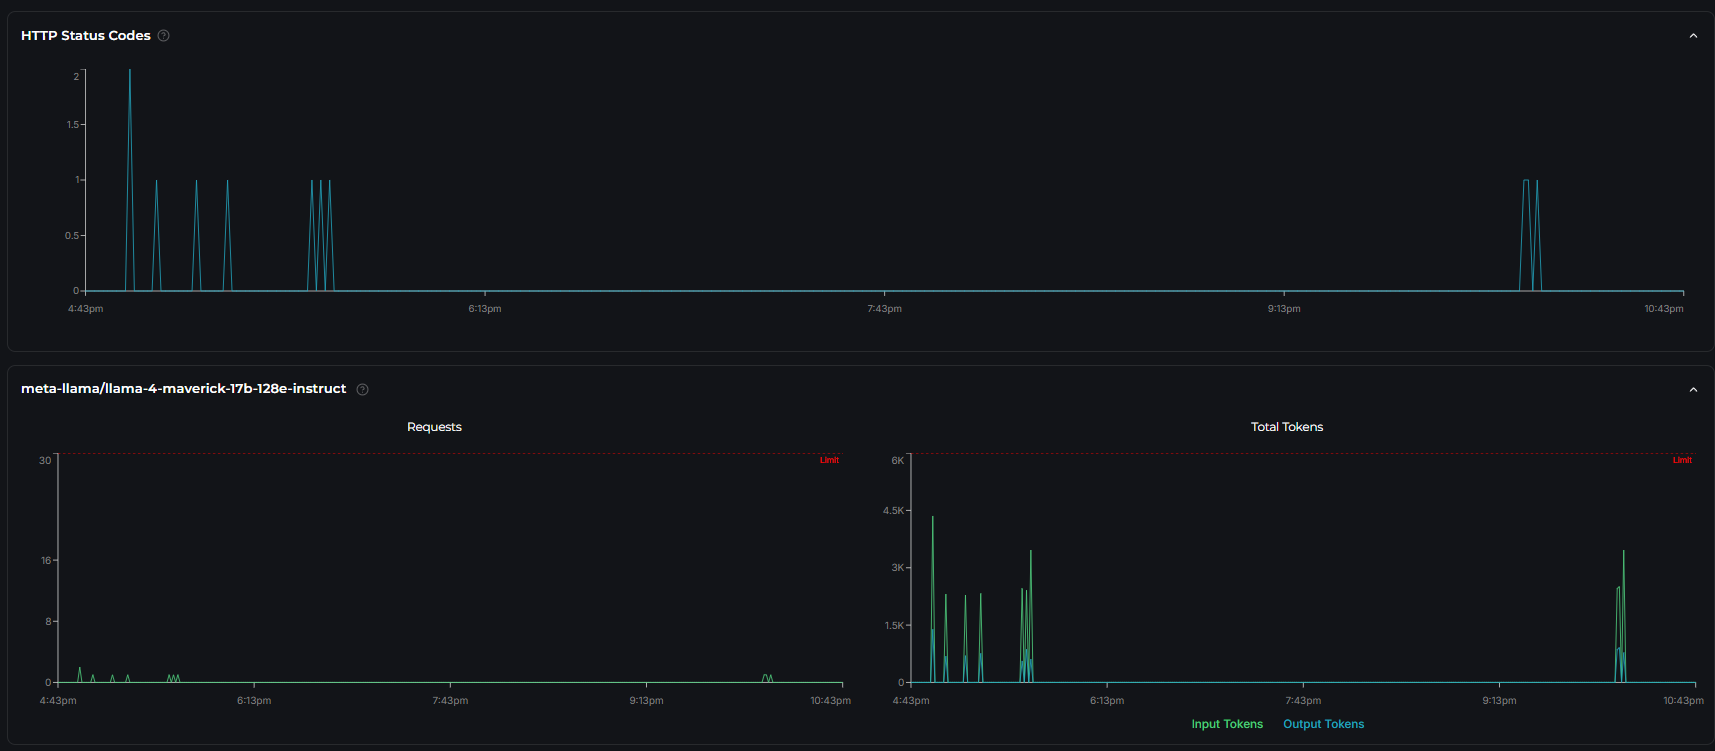 HTTP Status Codes ?
2
1.5
1
0.5
0
4:43pm 6:13pm 7:43pm 9:13pm 10:43pm
meta-llama/llama-4-maverick-17b-128e-instruct ?
Requests
30
Limit
16
8
0
4:43pm 6:13pm 7:43pm 9:13pm 10:43pm
Total Tokens
6K
Limit
4.5K
3K
1.5K
0
4:43pm 6:13pm 7:43pm 9:13pm 10:43pm
Input Tokens Output Tokens